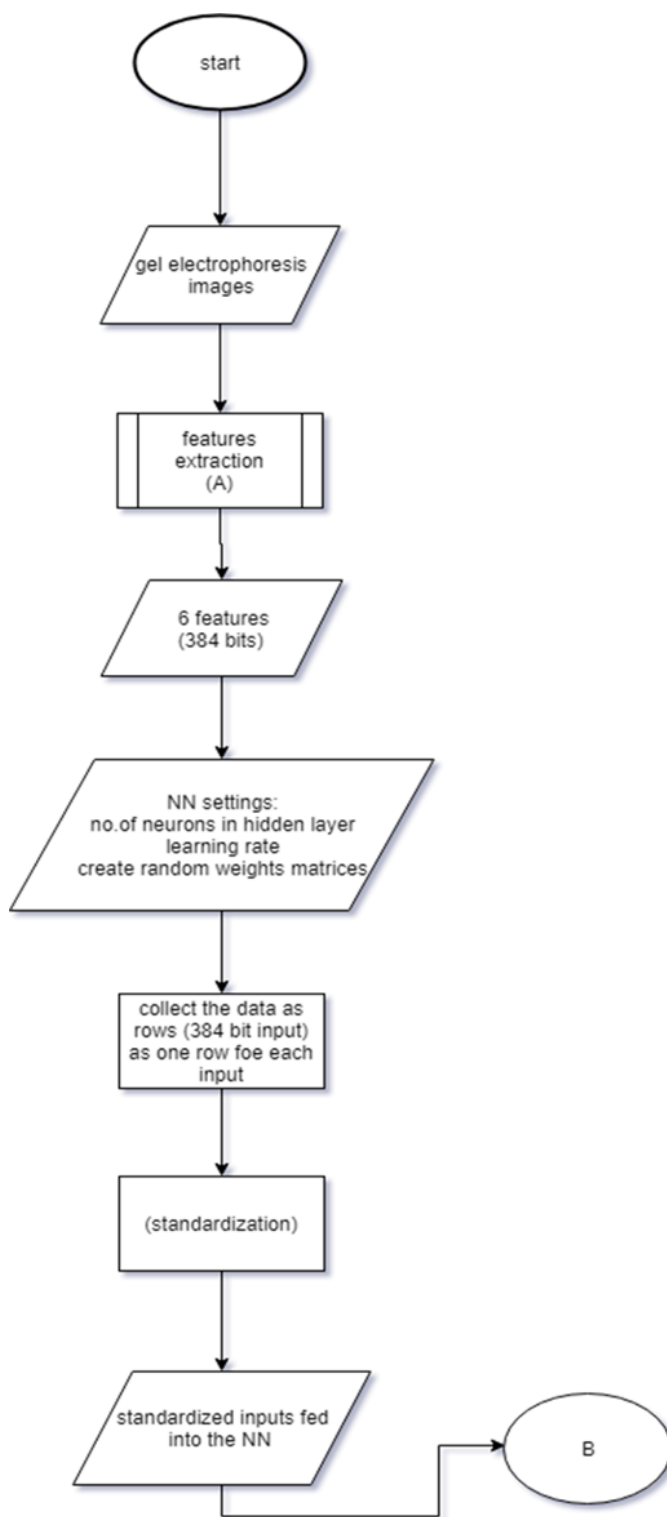 start
gel electrophoresis
images
features
extraction
(A)
6 features
(384 bits)
NN settings:
no.of neurons in hidden layer
learning rate
create random weights matrices
collect the data as
rows (384 bit input)
as one row foe each
input
(standardization)
standardized inputs fed
into the NN
B